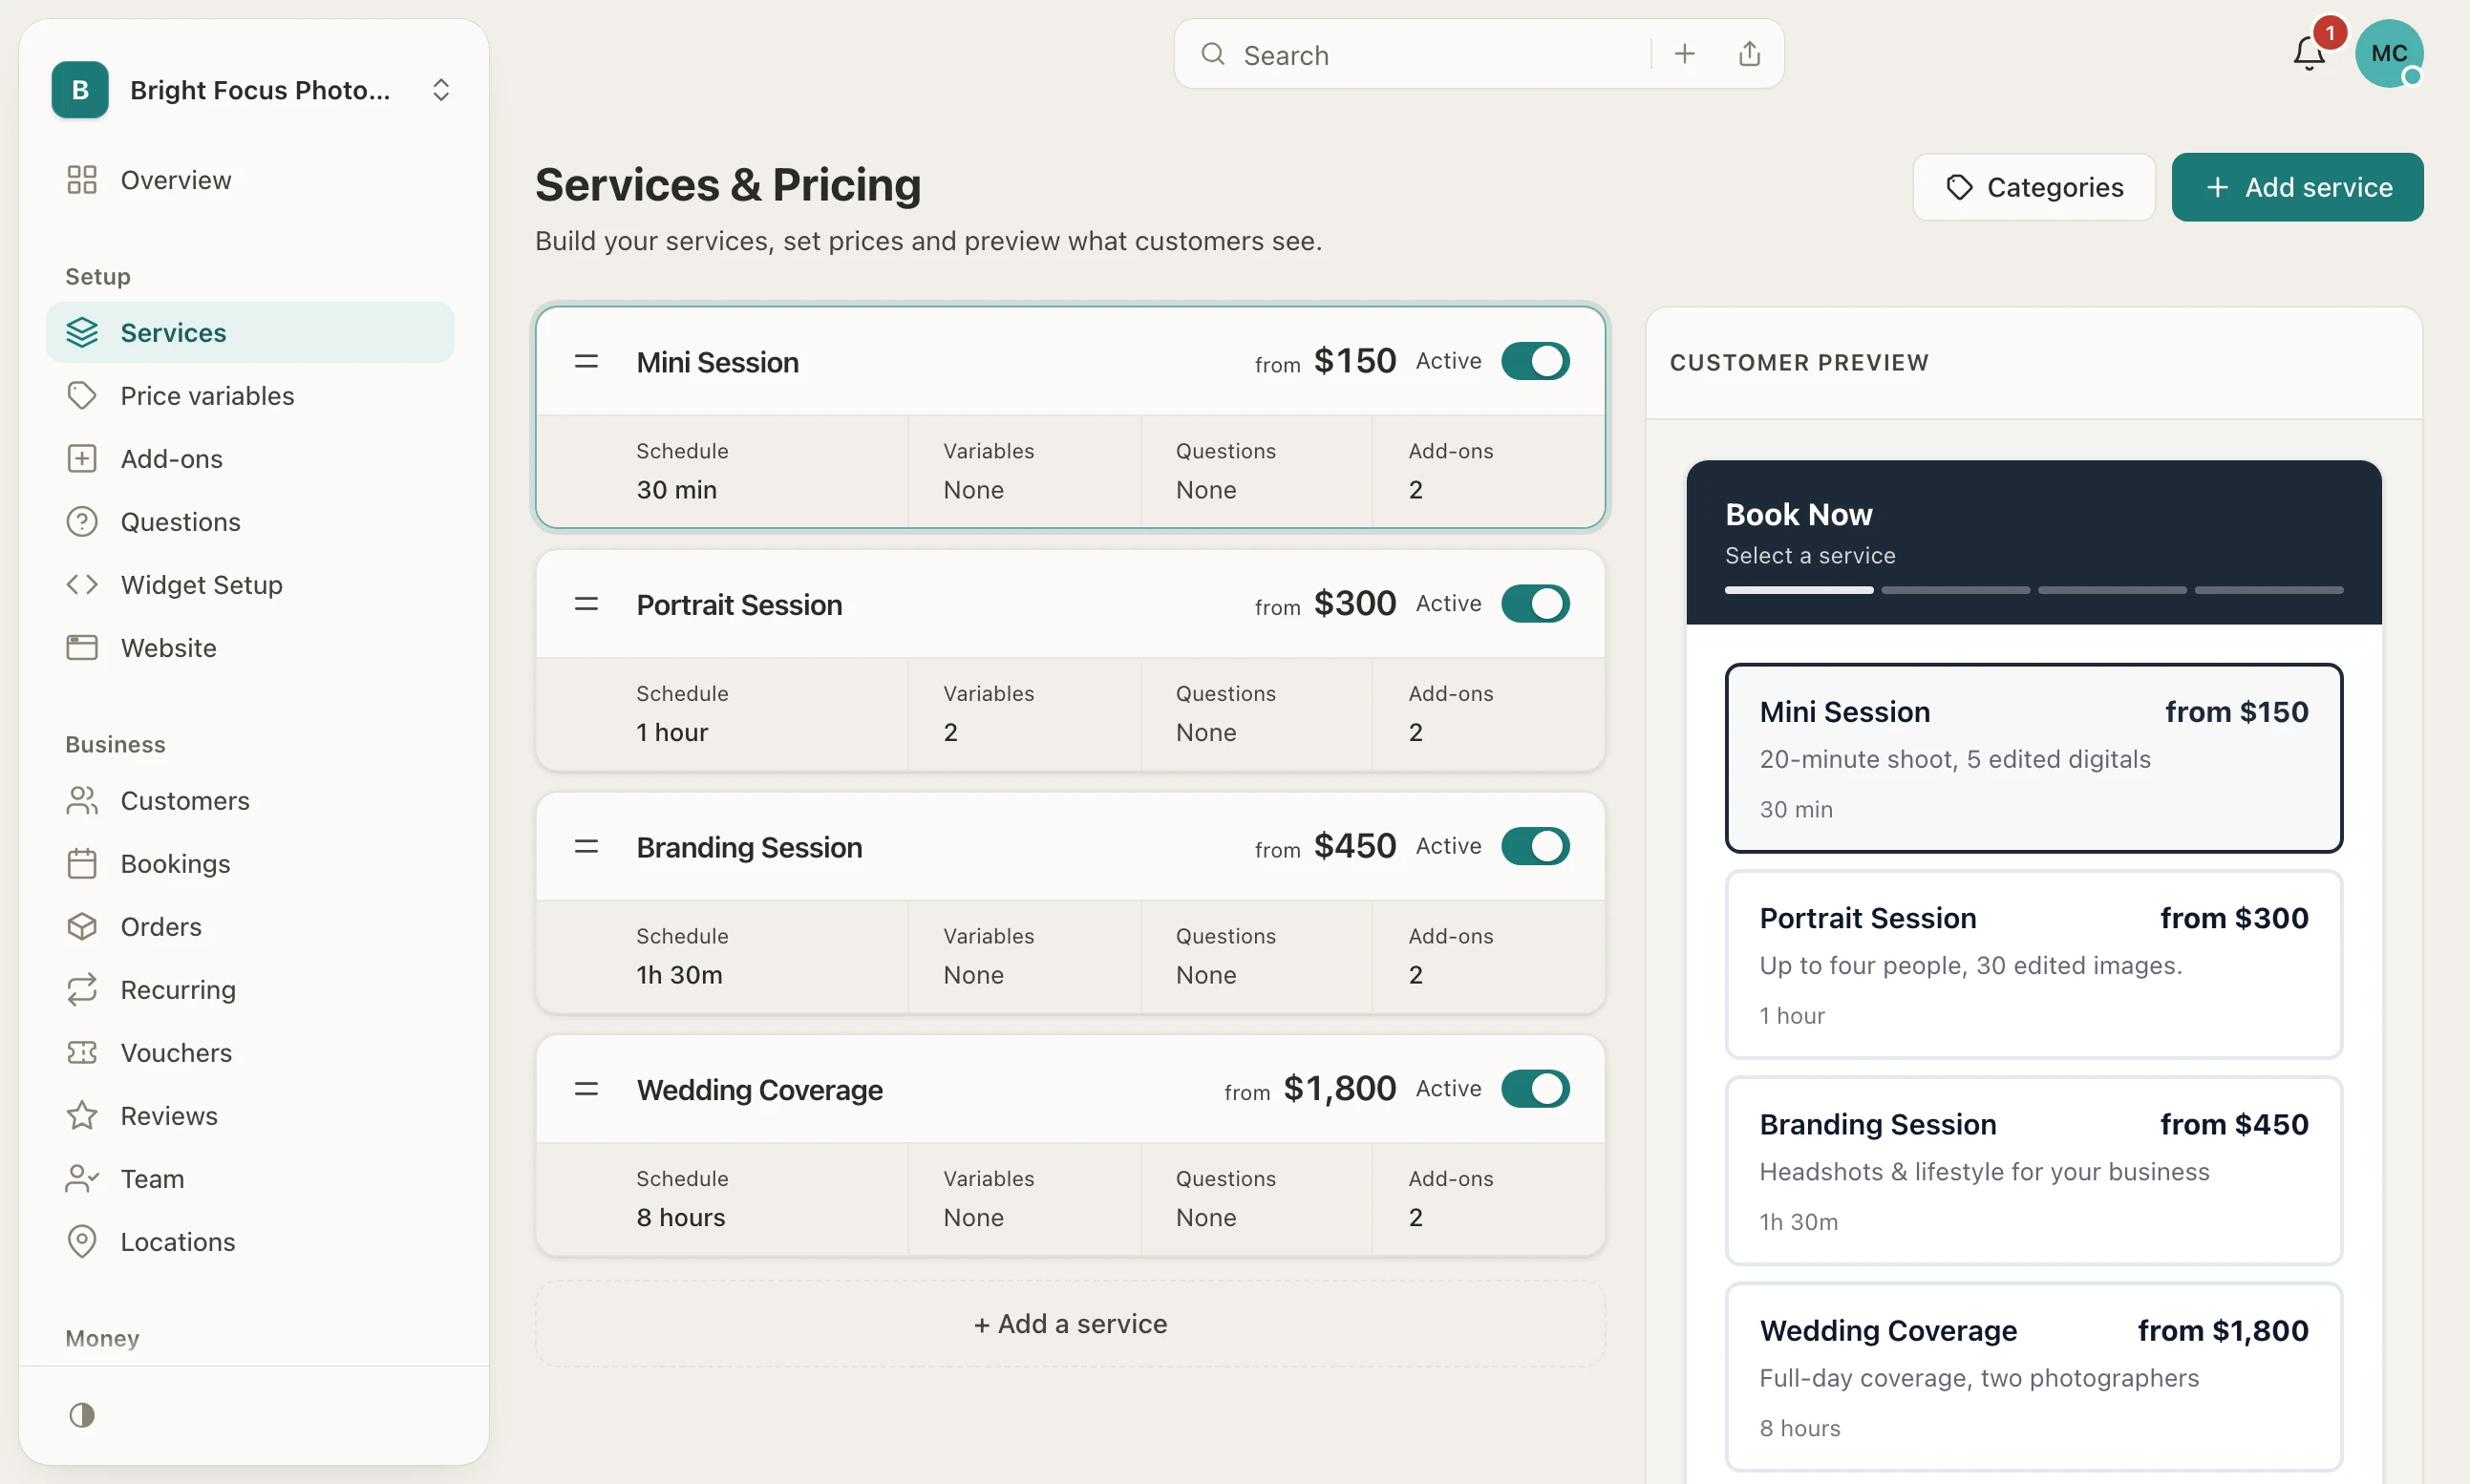 B
Bright Focus Photo...
Overview
Setup
Services
Price variables
Add-ons
Questions
Widget Setup
Website
Business
Customers
Bookings
Orders
Recurring
Vouchers
Reviews
Team
Locations
Money
Search
1
MC
Services & Pricing
Build your services, set prices and preview what customers see.
Categories
+ Add service
Mini Session from $150 Active
Schedule Variables Questions Add-ons
30 min None None 2
Portrait Session from $300 Active
Schedule Variables Questions Add-ons
1 hour 2 None 2
Branding Session from $450 Active
Schedule Variables Questions Add-ons
1h 30m None None 2
Wedding Coverage from $1,800 Active
Schedule Variables Questions Add-ons
8 hours None None 2
+ Add a service
CUSTOMER PREVIEW
Book Now
Select a service
Mini Session from $150
20-minute shoot, 5 edited digitals
30 min
Portrait Session from $300
Up to four people, 30 edited images.
1 hour
Branding Session from $450
Headshots & lifestyle for your business
1h 30m
Wedding Coverage from $1,800
Full-day coverage, two photographers
8 hours